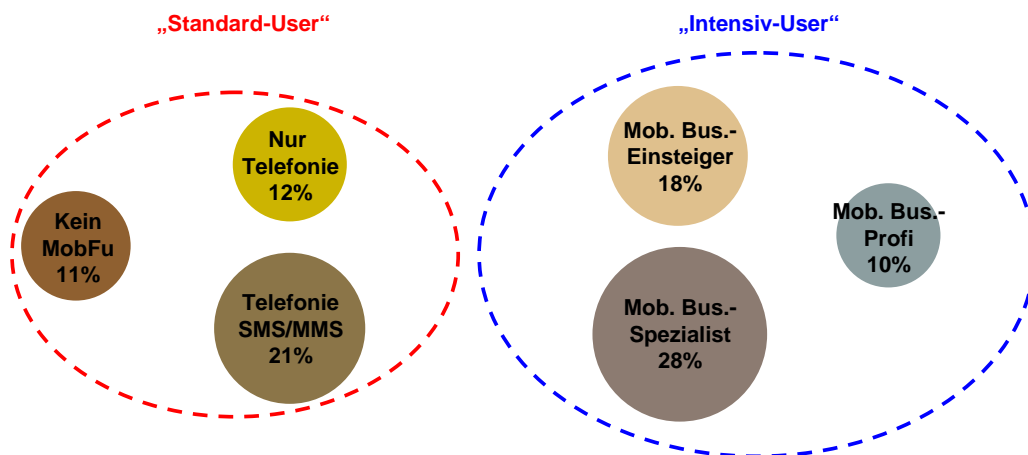 „Standard-User“
„Intensiv-User“
Nur
Telefonie
12%
Kein
MobFu
11%
Telefonie
SMS/MMS
21%
Mob. Bus.-
Einsteiger
18%
Mob. Bus.-
Profi
10%
Mob. Bus.-
Spezialist
28%